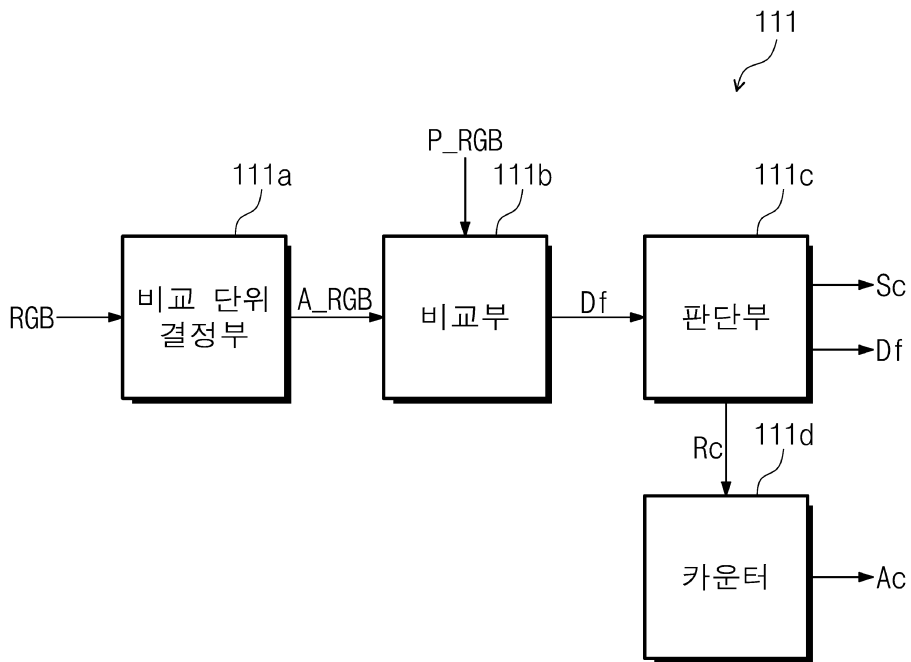 111
P_RGB
111a
111b
111c
RGB
비교 단위
결정부
A_RGB
비교부
Df
판단부
Sc
Df
Rc
111d
카운터
Ac